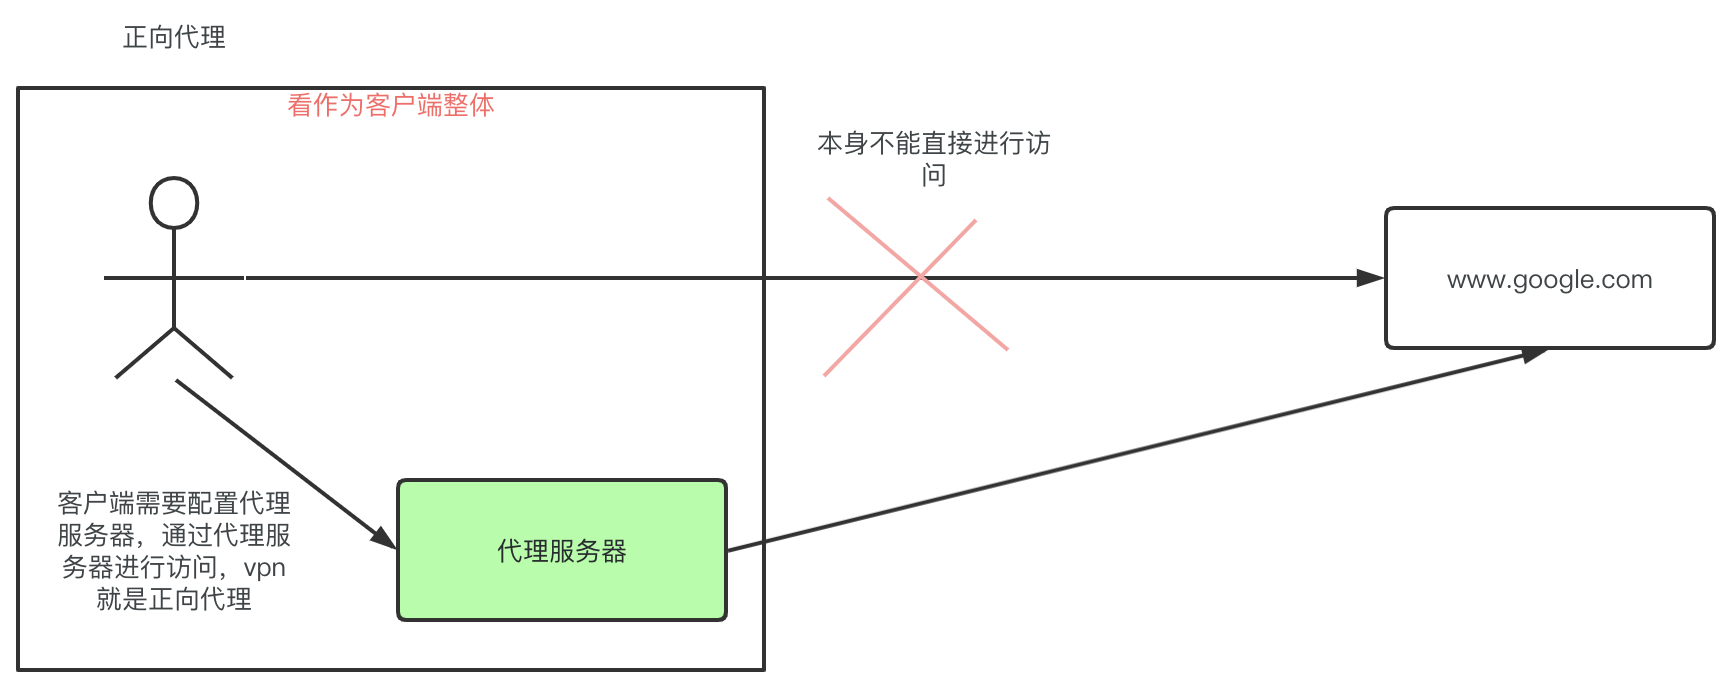 正向代理
看作为客户端整体
本身不能直接进行访
问
www.google.com
客户端需要配置代理
服务器，通过代理服
务器进行访问，vpn
就是正向代理
代理服务器